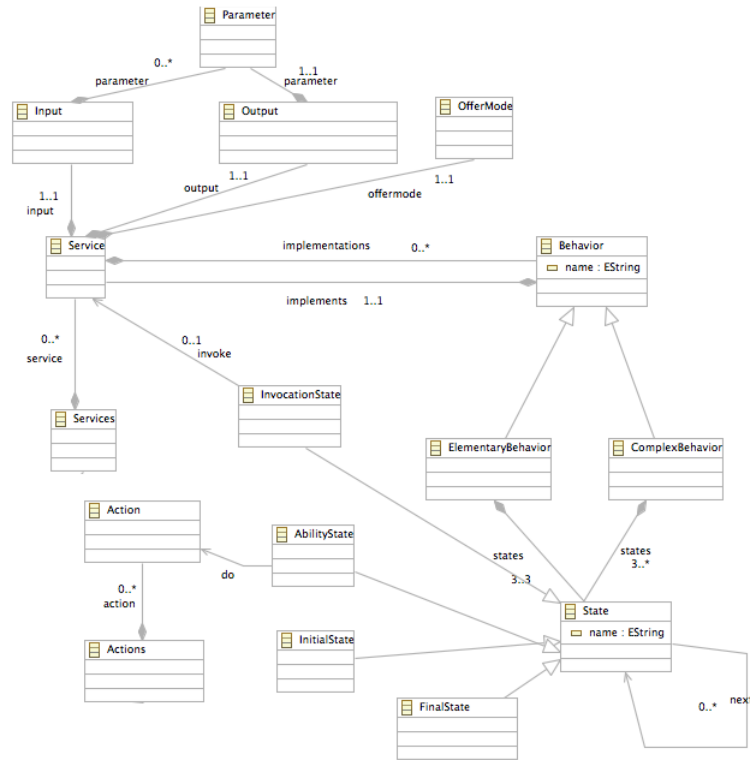 Parameter
0..*
1..1
parameter
parameter
Input
Output
OfferMode
1..1
input
1..1
output
1..1
offermode
Service
implementations
0..*
Behavior
name : EString
implements 1..1
0..*
service
0..1
invoke
InvocationState
Services
ElementaryBehavior
ComplexBehavior
Action
AbilityState
states
3..3
states
3..*
do
0..*
action
State
name : EString
InitialState
Actions
FinalState
0..*
next